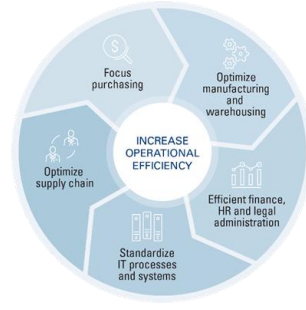 Focus
purchasing
Optimize
manufacturing
and
warehousing
INCREASE
OPERATIONAL
EFFICIENCY
Optimize
supply chain
Efficient finance,
HR and legal
administration
Standardize
IT processes
and systems